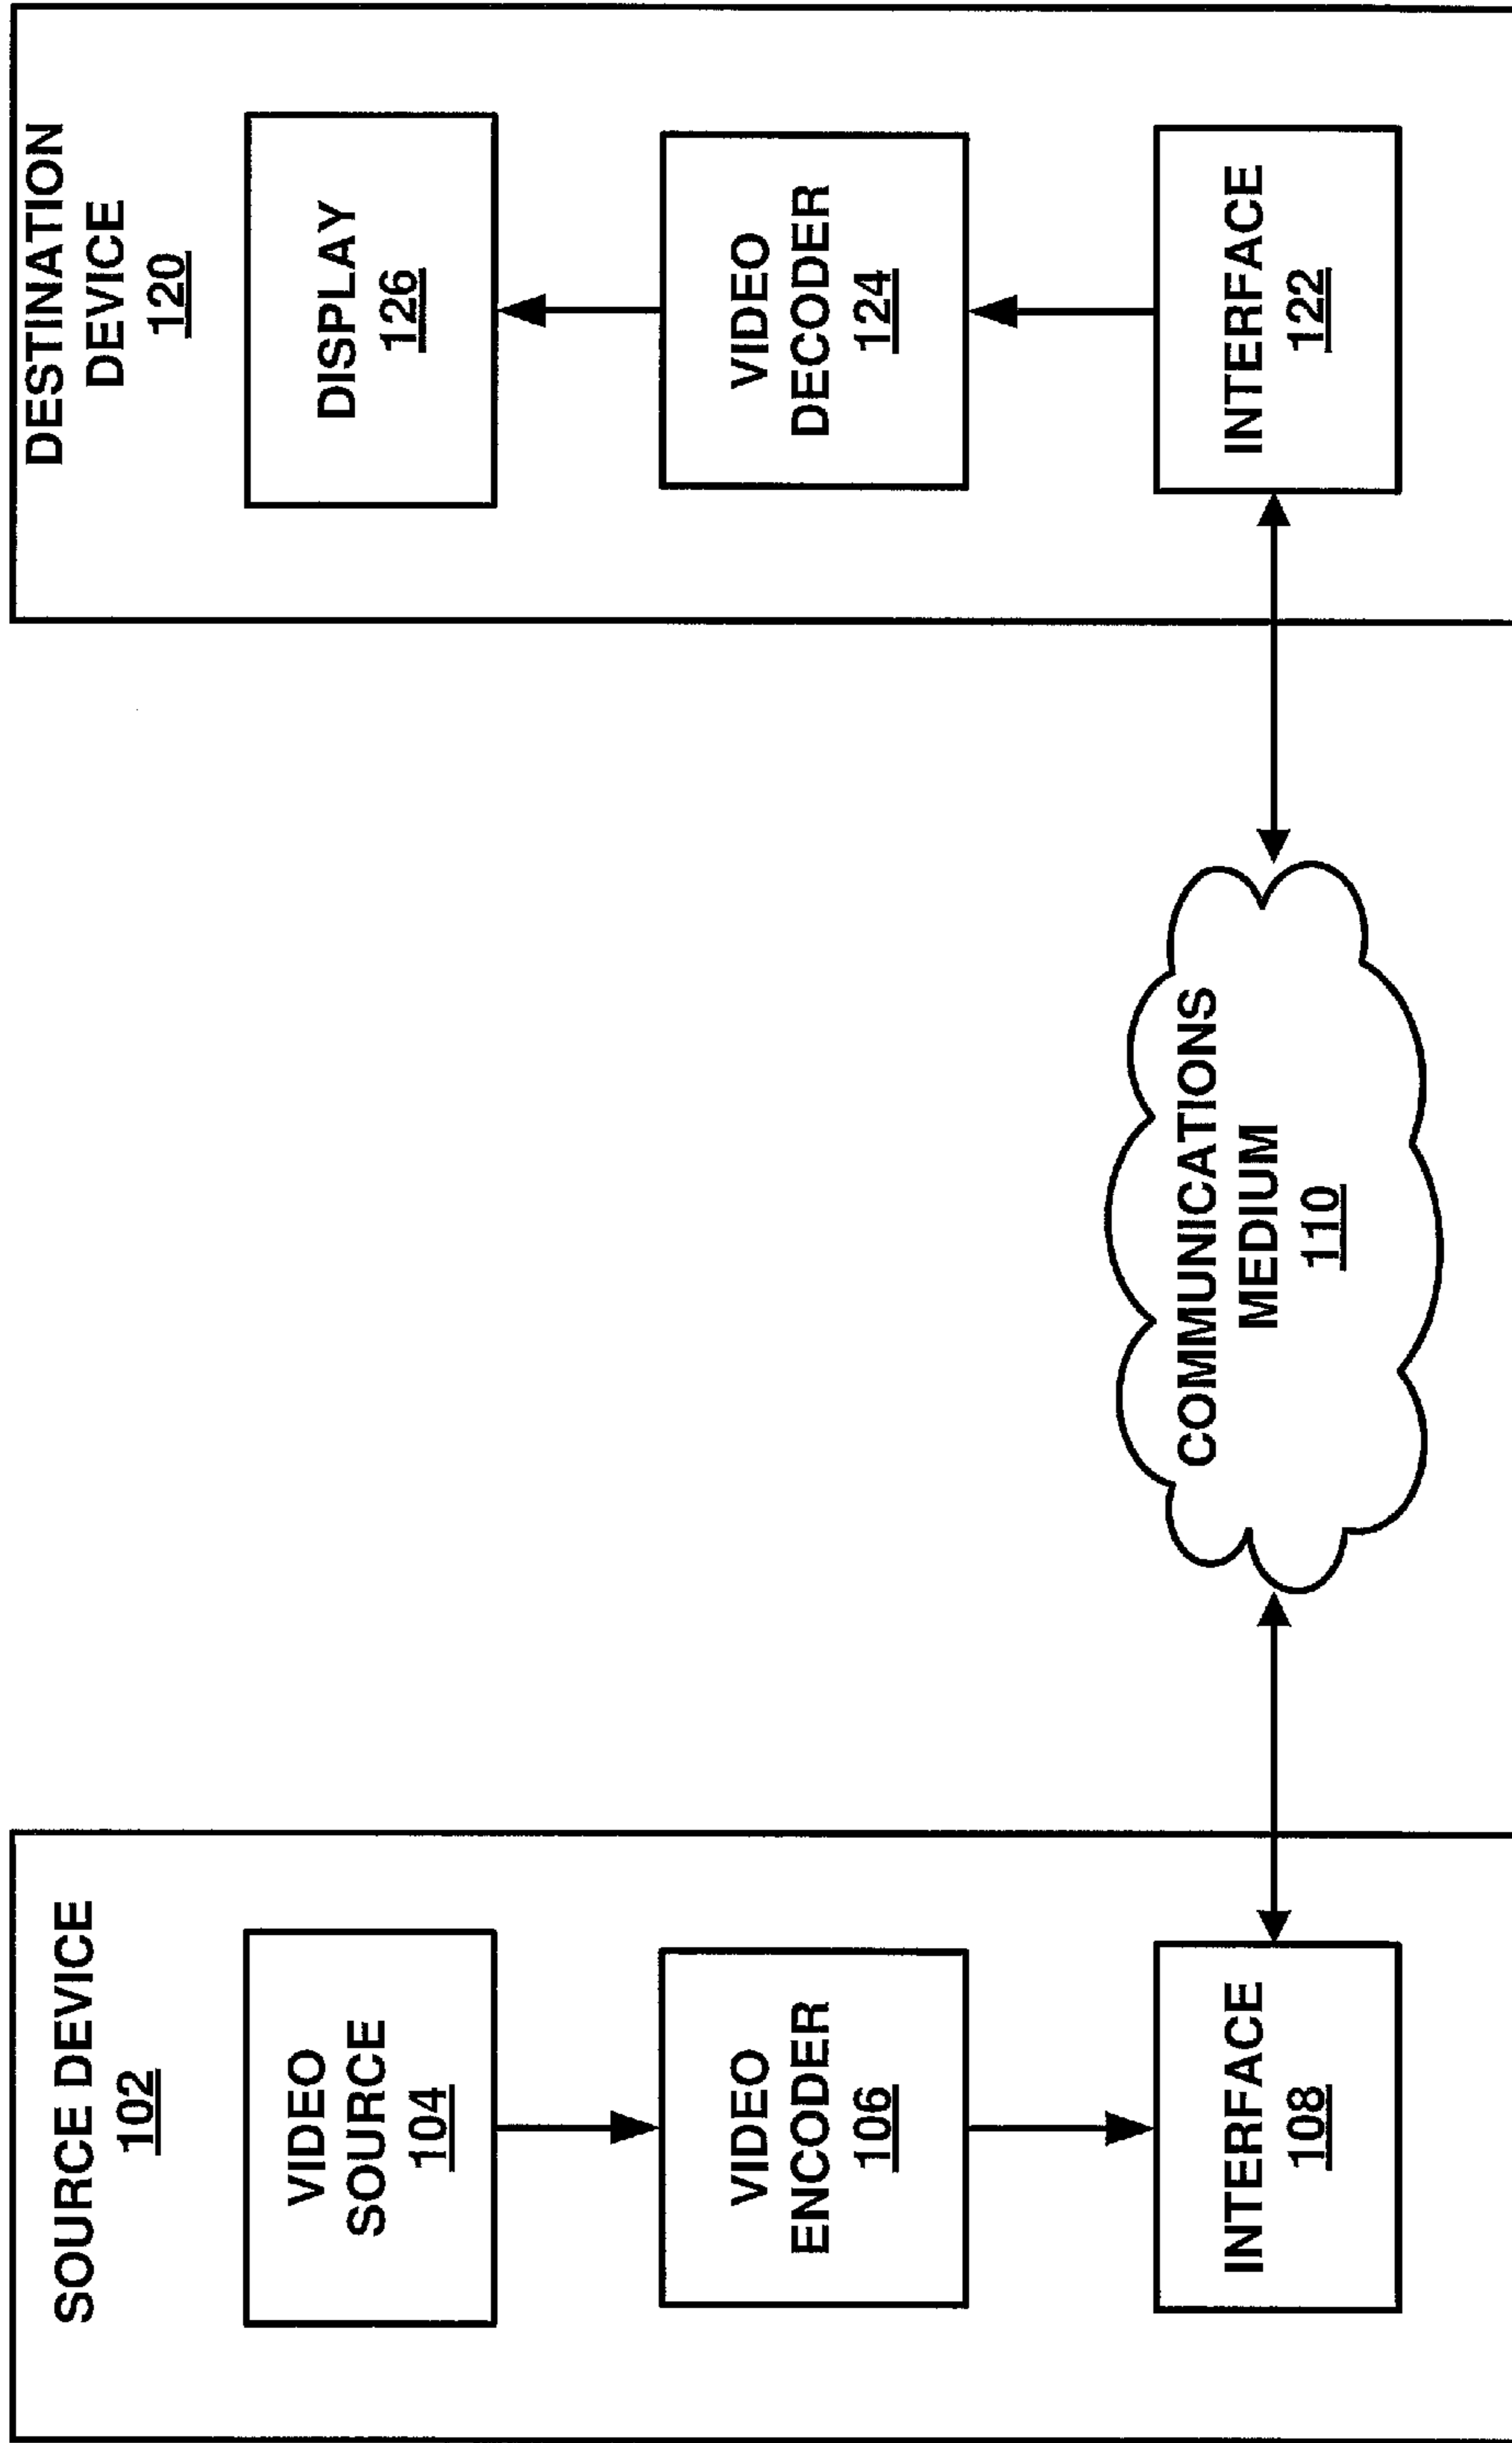 SOURCE DEVICE
102
VIDEO
SOURCE
104
VIDEO
ENCODER
106
INTERFACE
108
COMMUNICATIONS
MEDIUM
110
DESTINATION
DEVICE
120
DISPLAY
126
VIDEO
DECODER
124
INTERFACE
122